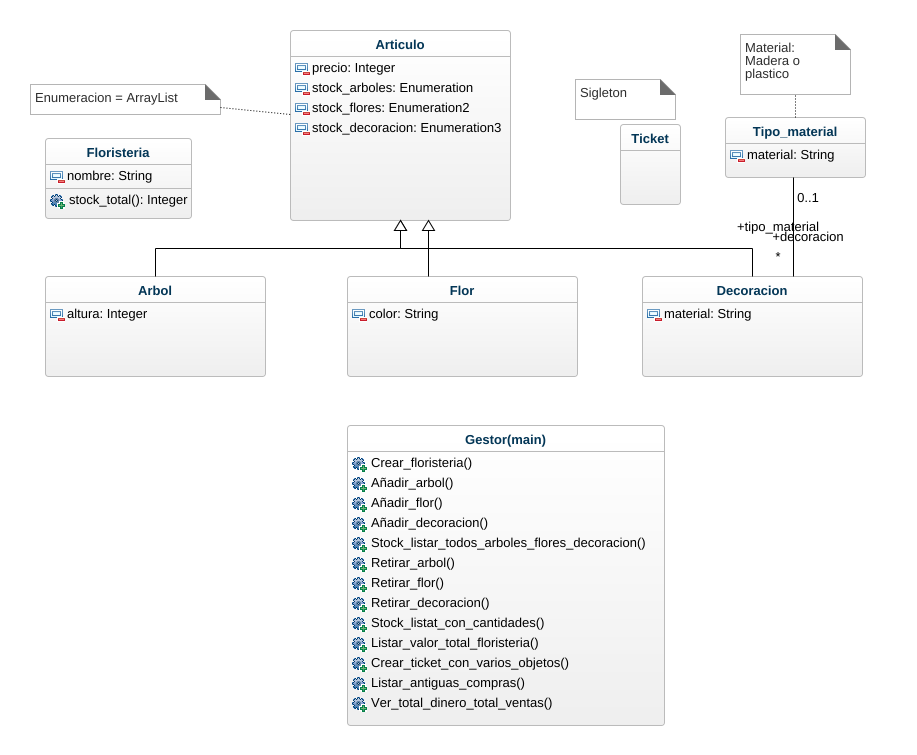 Enumeracion = ArrayList
Articulo
precio: Integer
stock_arboles: Enumeration
stock_flores: Enumeration2
stock_decoracion: Enumeration3
Floristeria
nombre: String
stock_total(): Integer
Sigleton
Ticket
Material:
Madera o
plastico
Tipo_material
material: String
0..1
+tipo_material
+decoracion
*
Arbol
altura: Integer
Flor
color: String
Decoracion
material: String
Gestor(main)
Crear_floristeria()
Añadir_arbol()
Añadir_flor()
Añadir_decoracion()
Stock_listar_todos_arboles_flores_decoracion()
Retirar_arbol()
Retirar_flor()
Retirar_decoracion()
Stock_listat_con_cantidades()
Listar_valor_total_floristeria()
Crear_ticket_con_varios_objetos()
Listar_antiguas_compras()
Ver_total_dinero_total_ventas()